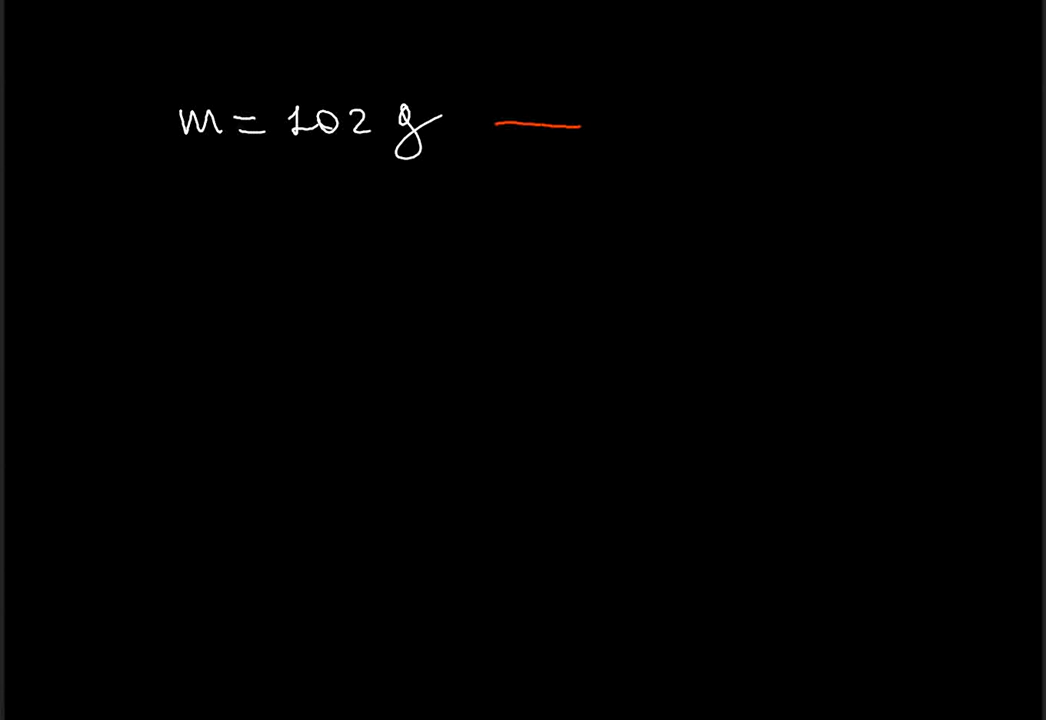 m = 102 g —